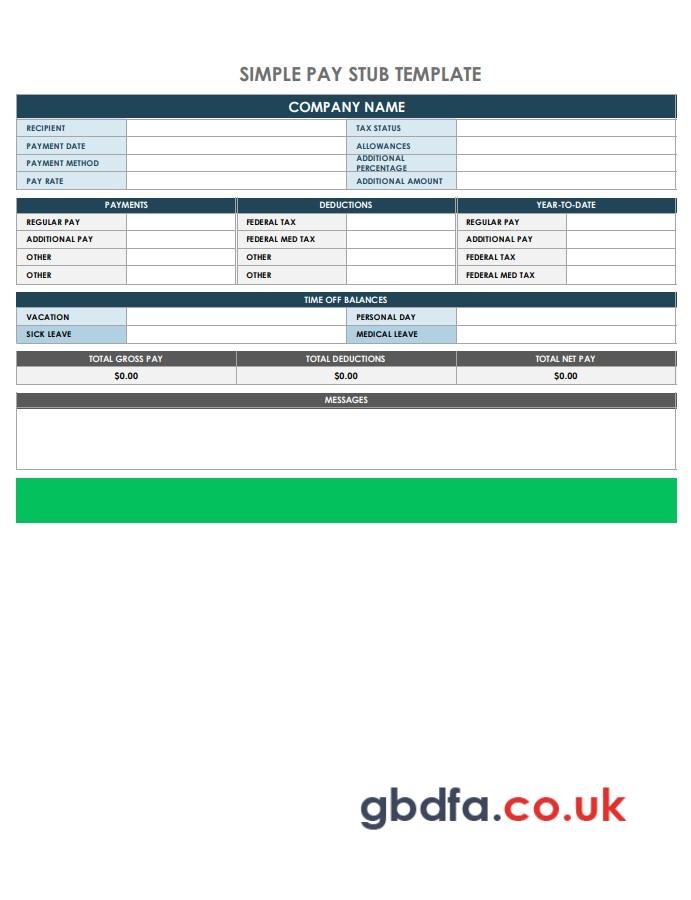 SIMPLE PAY STUB TEMPLATE
COMPANY NAME
RECIPIENT TAX STATUS
PAYMENT DATE ALLOWANCES
PAYMENT METHOD ADDITIONAL
PERCENTAGE
PAY RATE ADDITIONAL AMOUNT
PAYMENTS DEDUCTIONS YEAR-TO-DATE
REGULAR PAY FEDERAL TAX REGULAR PAY
ADDITIONAL PAY FEDERAL MED TAX ADDITIONAL PAY
OTHER OTHER FEDERAL TAX
OTHER OTHER FEDERAL MED TAX
TIME OFF BALANCES
VACATION PERSONAL DAY
SICK LEAVE MEDICAL LEAVE
TOTAL GROSS PAY TOTAL DEDUCTIONS TOTAL NET PAY
$0.00 $0.00 $0.00
MESSAGES
gbdfa.co.uk